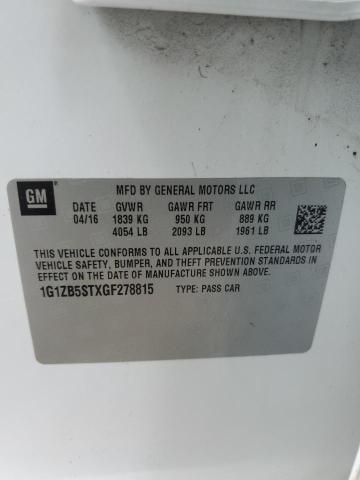 GM
MFD BY GENERAL MOTORS LLC
DATE GVWR GAWR FRT GAWR RR
04/16 1839 KG 950 KG 889 KG
4054 LB 2093 LB 1961 LB
THIS VEHICLE CONFORMS TO ALL APPLICABLE U.S. FEDERAL MOTOR
VEHICLE SAFETY, BUMPER, AND THEFT PREVENTION STANDARDS
IN EFFECT ON THE DATE OF MANUFACTURE SHOWN ABOVE.
1G1ZB5STXGF278815 TYPE: PASS CAR